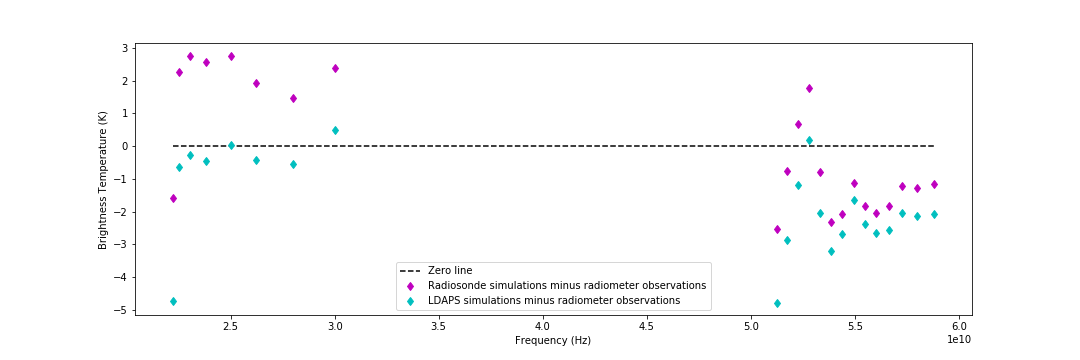 3
2
1
0
−1
−2
−3
−4
−5
Brightness Temperature (K)
Zero line
Radiosonde simulations minus radiometer observations
LDAPS simulations minus radiometer observations
2.5 3.0 3.5 4.0 4.5 5.0 5.5 6.0
1e10
Frequency (Hz)